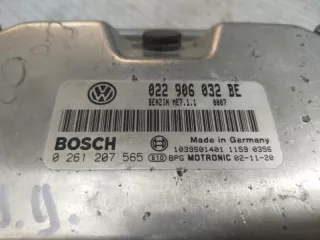 022 906 032 BE
BENZIN ME7.1.1 0007
BOSCH
Made in Germany
0 261 207 565
1039S01401 1159 0356
BPG MOTRONIC 02-11-20